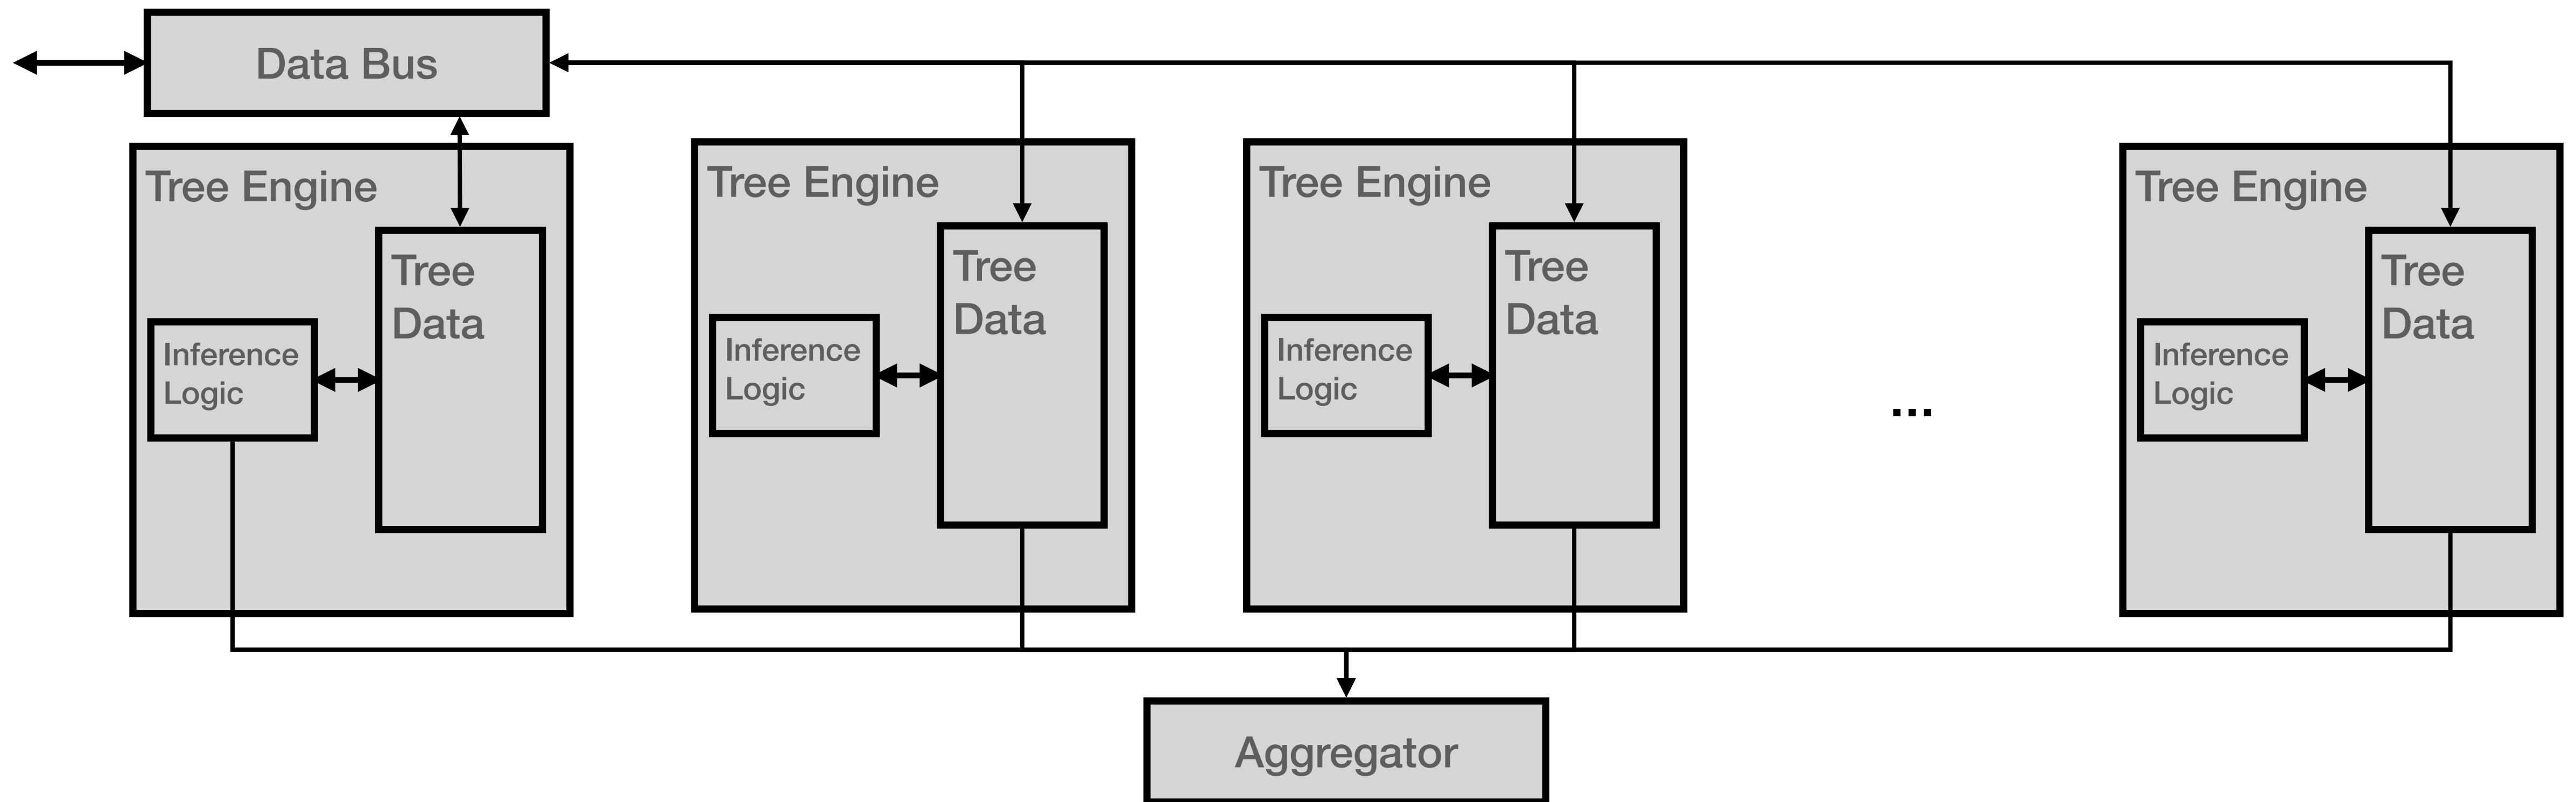 Data Bus
Tree Engine
Tree
Data
Inference
Logic
Tree Engine
Tree
Data
Inference
Logic
Tree Engine
Tree
Data
Inference
Logic
...
Tree Engine
Tree
Data
Inference
Logic
Aggregator